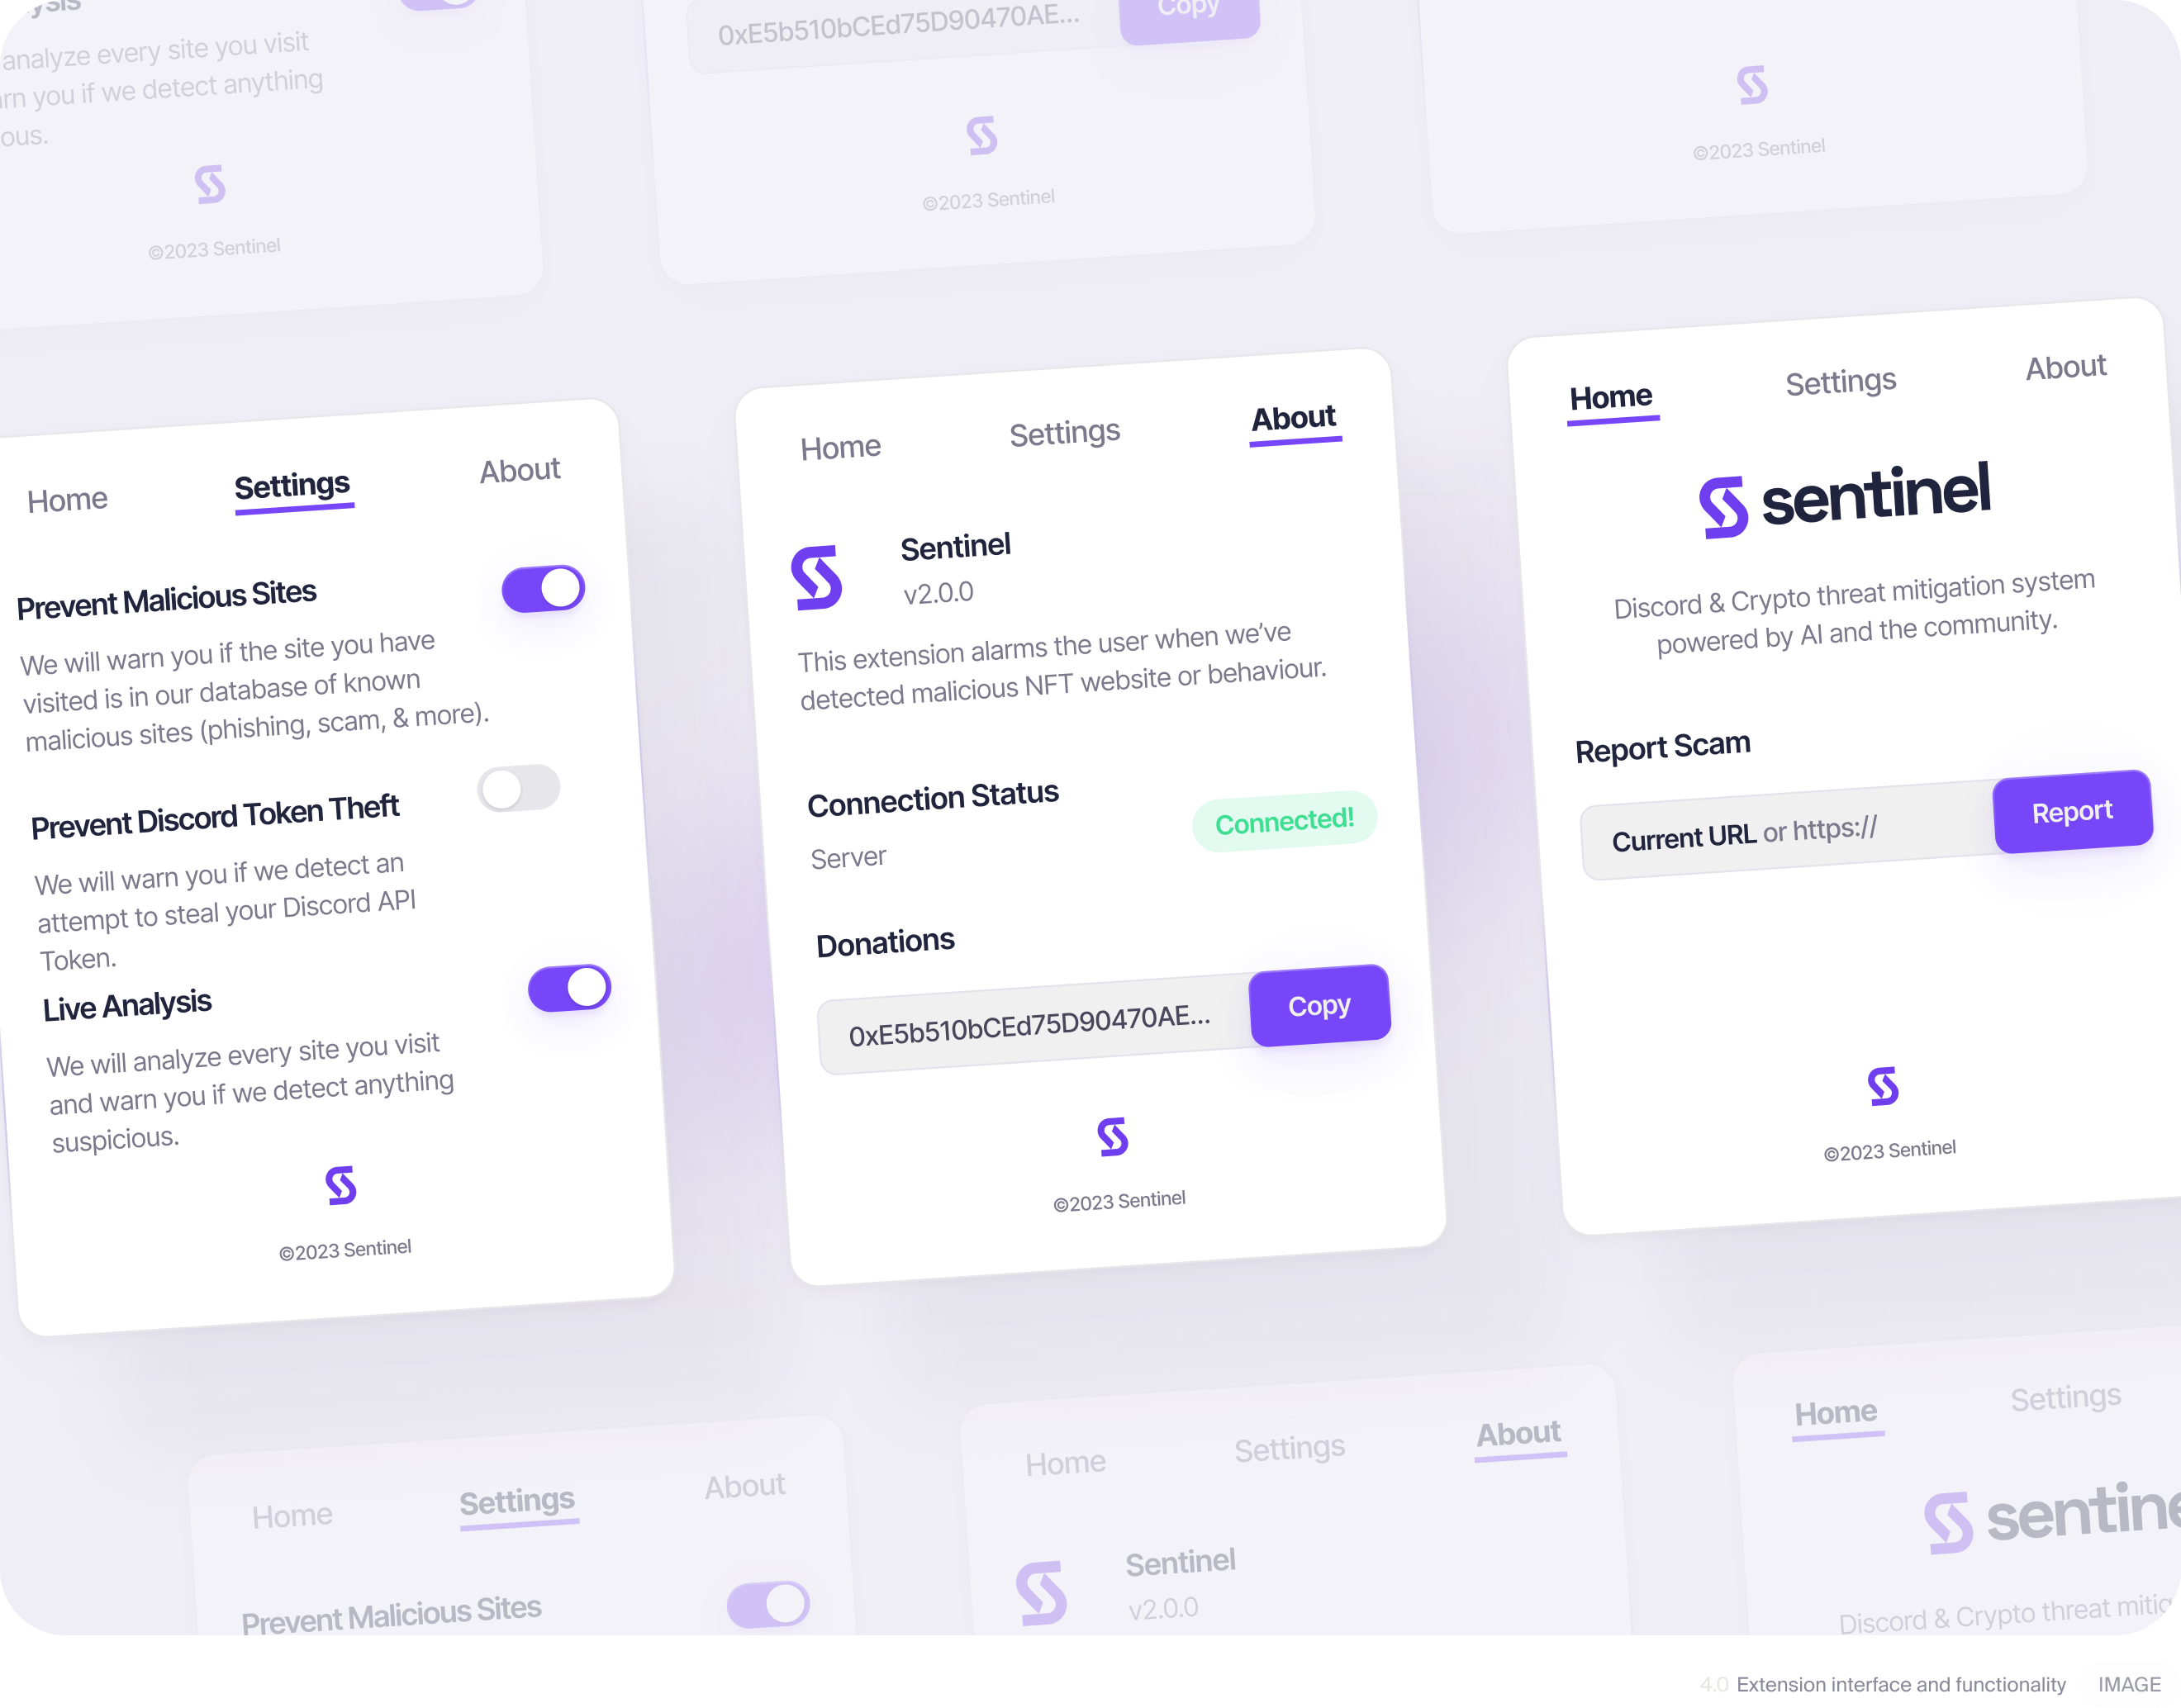 ysis
analyze every site you visit
rn you if we detect anything
ous.
©2023 Sentinel
0xE5b510bCEd75D90470AE...
Copy
©2023 Sentinel
©2023 Sentinel
Home
Settings
About
Prevent Malicious Sites
We will warn you if the site you have
visited is in our database of known
malicious sites (phishing, scam, & more).
Prevent Discord Token Theft
We will warn you if we detect an
attempt to steal your Discord API
Token.
Live Analysis
We will analyze every site you visit
and warn you if we detect anything
suspicious.
©2023 Sentinel
Home
Settings
About
Sentinel
v2.0.0
This extension alarms the user when we’ve
detected malicious NFT website or behaviour.
Connection Status
Connected!
Server
Donations
0xE5b510bCEd75D90470AE...
Copy
©2023 Sentinel
Home
Settings
About
sentinel
Discord & Crypto threat mitigation system
powered by AI and the community.
Report Scam
Current URL or https://
Report
©2023 Sentinel
Home
Settings
About
Prevent Malicious Sites
Home
Settings
About
Sentinel
v2.0.0
Home
Settings
sentine
Discord & Crypto threat mitig
4.0 Extension interface and functionality IMAGE